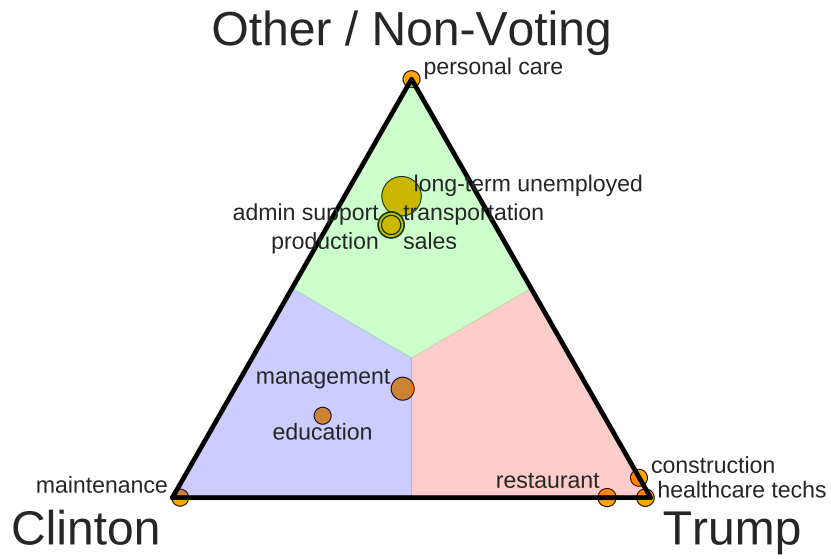 Other / Non-Voting
personal care
long-term unemployed
admin support
transportation
production
sales
management
education
construction
restaurant
maintenance
healthcare techs
Clinton
Trump